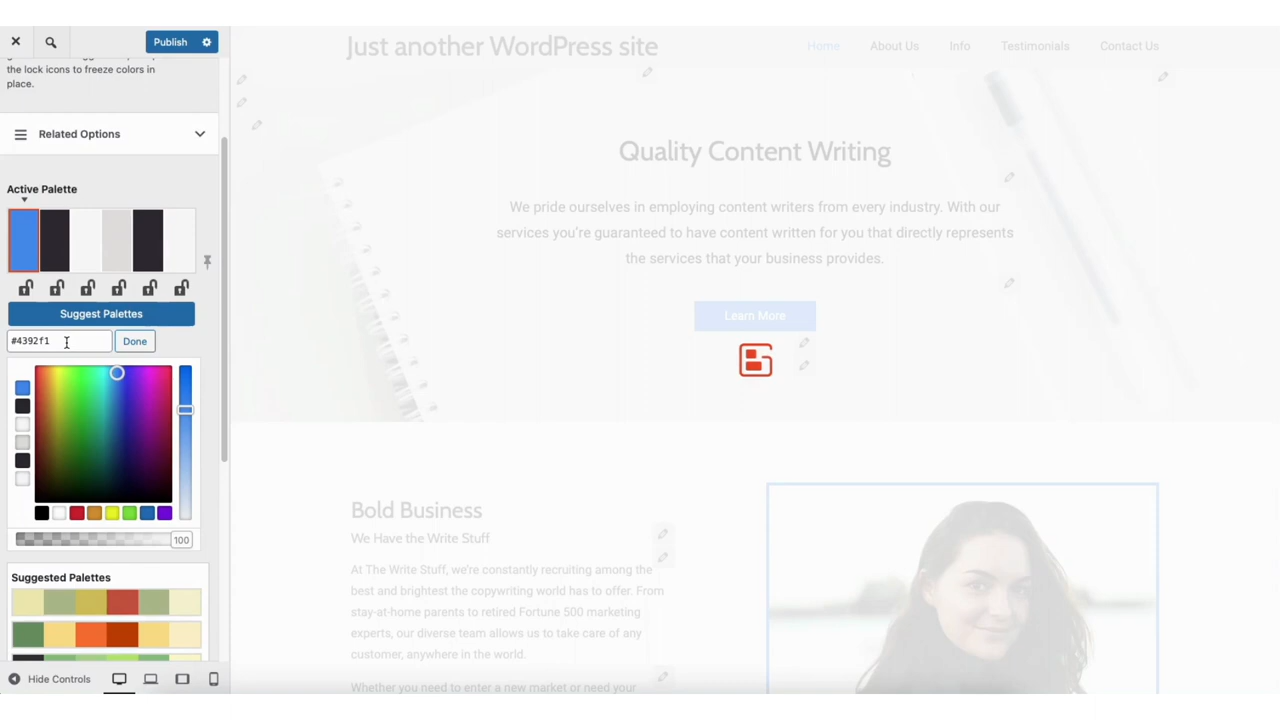 Publish
the lock icons to freeze colors in
place.
Related Options
Active Palette
Suggest Palettes
#4392f1
Done
100
Suggested Palettes
Hide Controls
Just another WordPress site
Home
About Us
Info
Testimonials
Contact Us
Quality Content Writing
We pride ourselves in employing content writers from every industry. With our
services you're guaranteed to have content written for you that directly represents
the services that your business provides.
Learn More
Bold Business
We Have the Write Stuff
At The Write Stuff, we're constantly recruiting among the
best and brightest the copywriting world has to offer. From
stay-at-home parents to retired Fortune 500 marketing
experts, our diverse team allows us to take care of any
customer, anywhere in the world.
Whether you need to enter a new market or need your